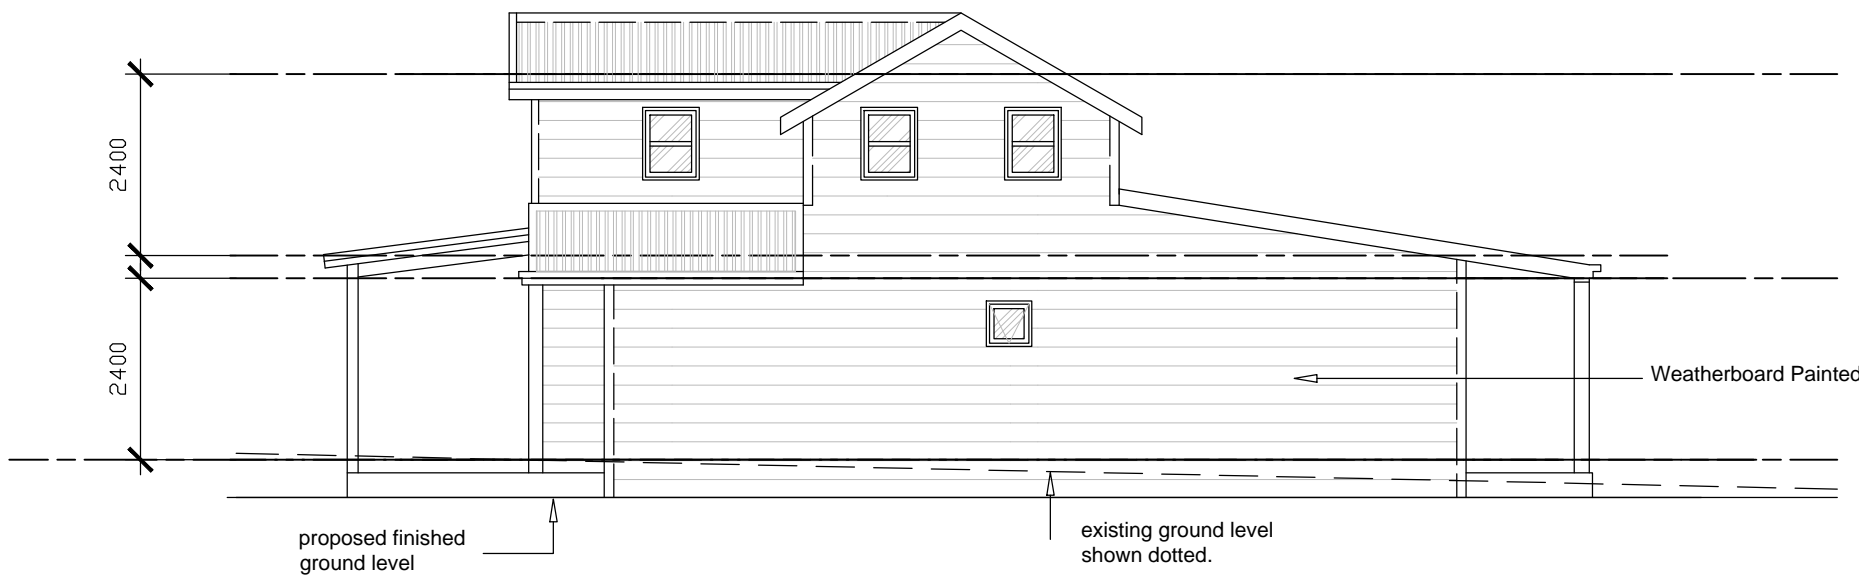 2400
2400
Weatherboard Painted
proposed finished
ground level
existing ground level
shown dotted.